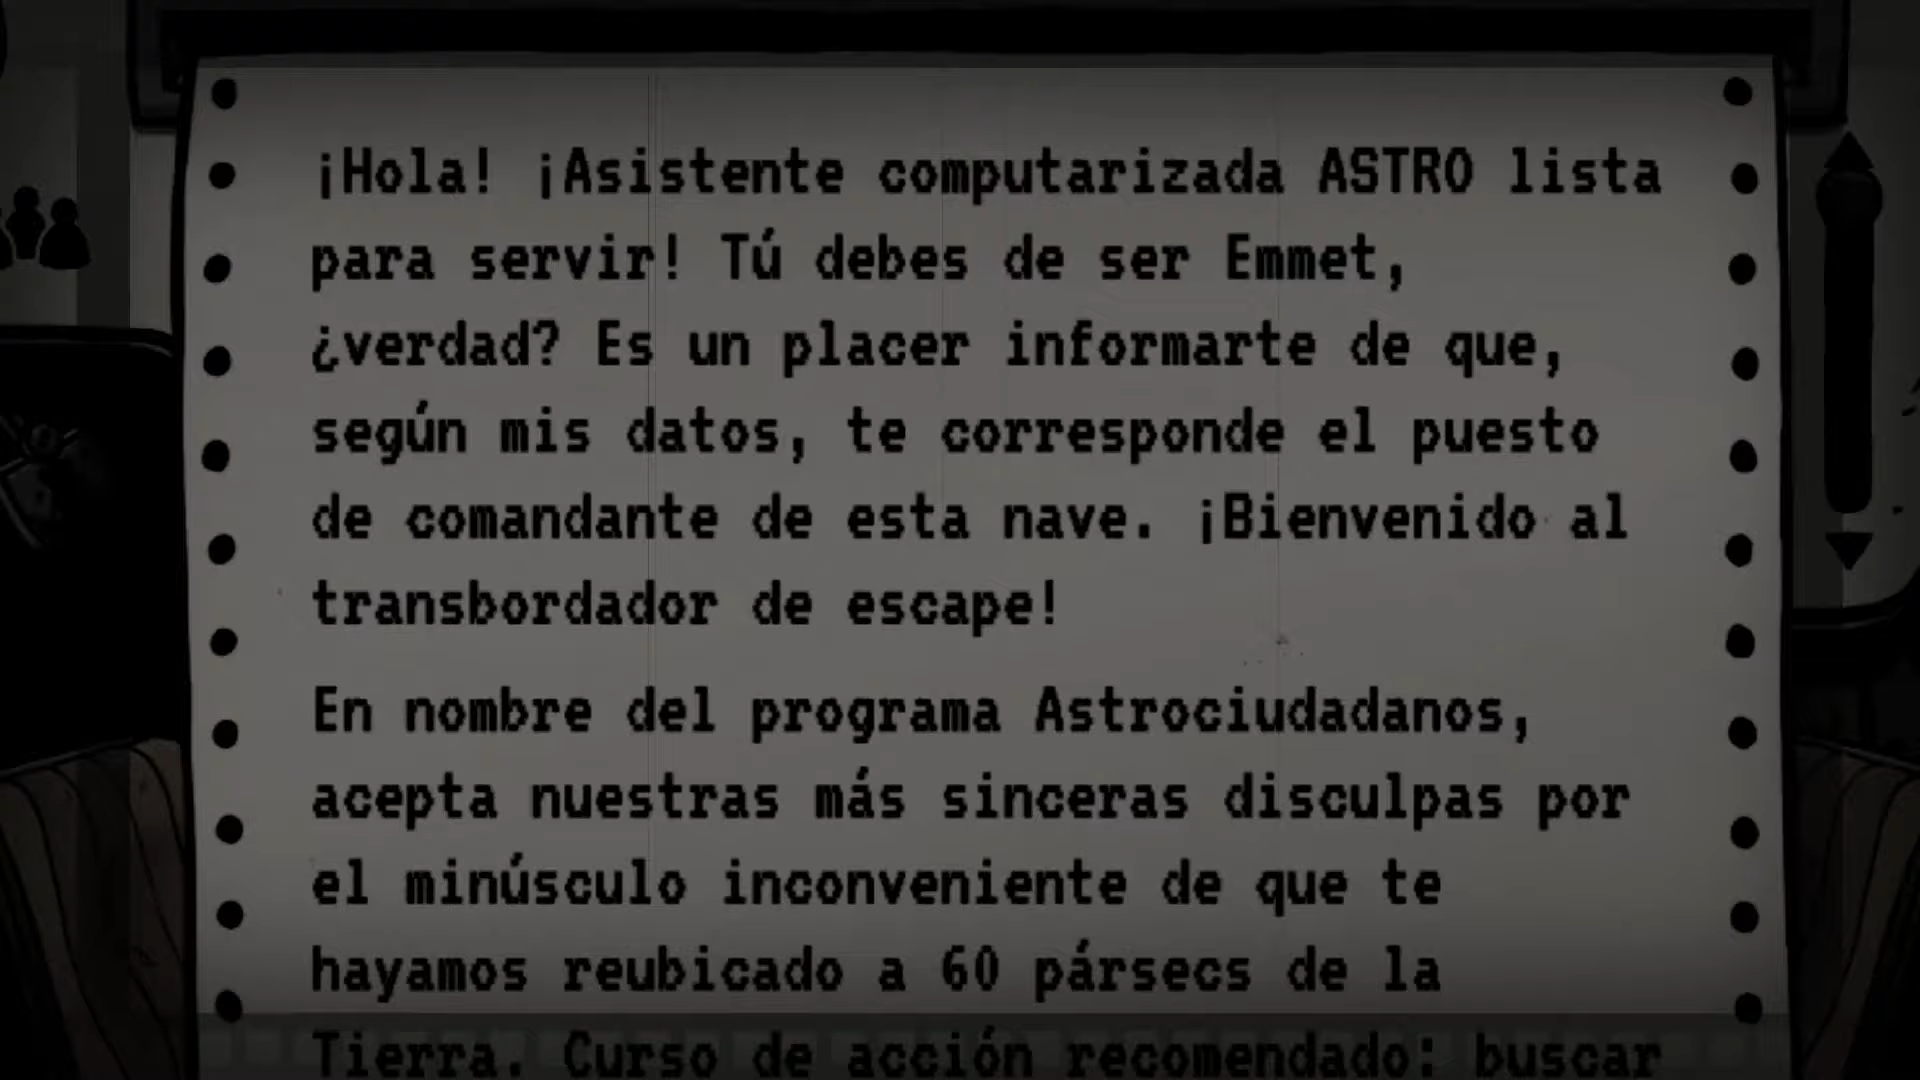 ¡Hola! ¡Asistente computarizada ASTRO lista
para servir! Tú debes de ser Emmet,
¿verdad? Es un placer informarte de que,
según mis datos, te corresponde el puesto
de comandante de esta nave. ¡Bienvenido al
transbordador de escape!
En nombre del programa Astrociudadanos,
acepta nuestras más sinceras disculpas por
el minúsculo inconveniente de que te
hayamos reubicado a 60 pársecs de la
Tierra. Curso de acción recomendado: buscar